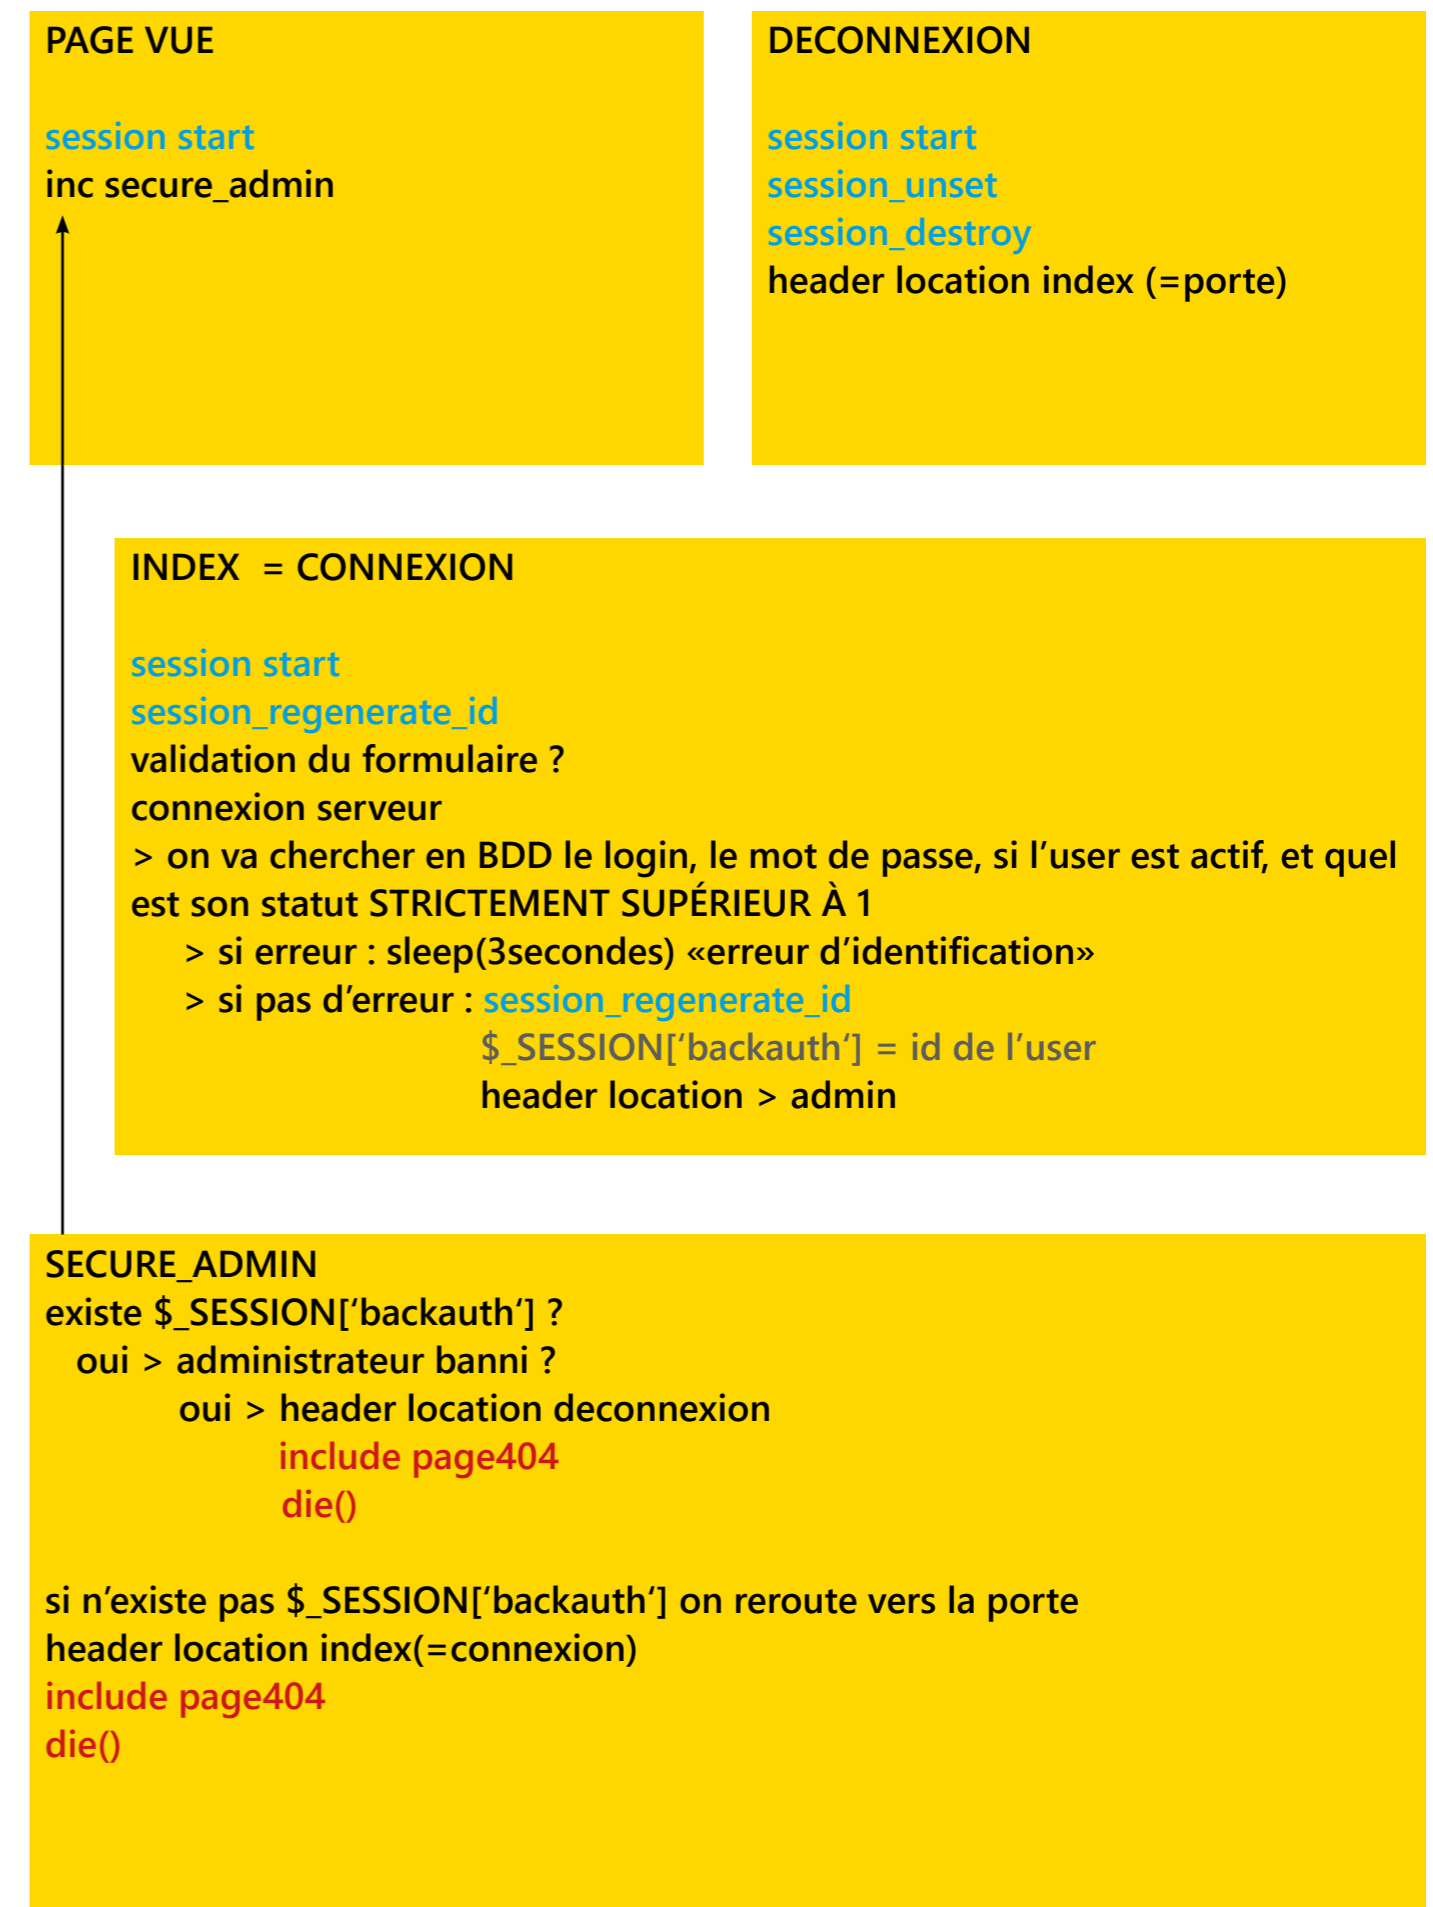 PAGE VUE
session start
inc secure_admin
DECONNEXION
session start
session_unset
session_destroy
header location index (=porte)
INDEX = CONNEXION
session start
session_regenerate_id
validation du formulaire ?
connexion serveur
> on va chercher en BDD le login, le mot de passe, si l’user est actif, et quel
est son statut STRICTEMENT SUPÉRIEUR À 1
> si erreur : sleep(3secondes) «erreur d’identification»
> si pas d’erreur : session_regenerate_id
$_SESSION[‘backauth‘] = id de l’user
header location > admin
SECURE_ADMIN
existe $_SESSION[‘backauth‘] ?
oui > administrateur banni ?
oui > header location deconnexion
include page404
die()
si n’existe pas $_SESSION[‘backauth‘] on reroute vers la porte
header location index(=connexion)
include page404
die()